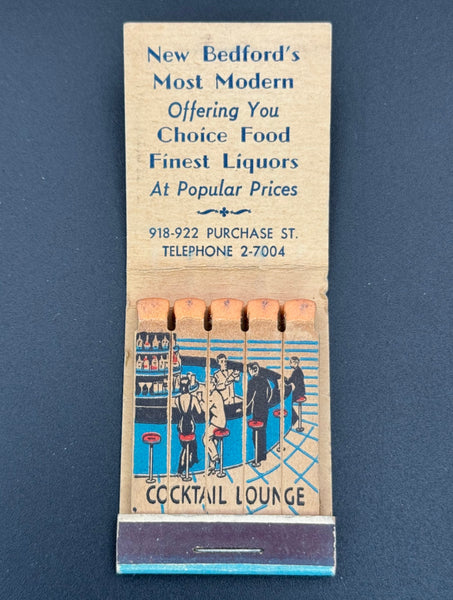 New Bedford's
Most Modern
Offering You
Choice Food
Finest Liquors
At Popular Prices
918-922 PURCHASE ST.
TELEPHONE 2-7004
COCKTAIL LOUNGE